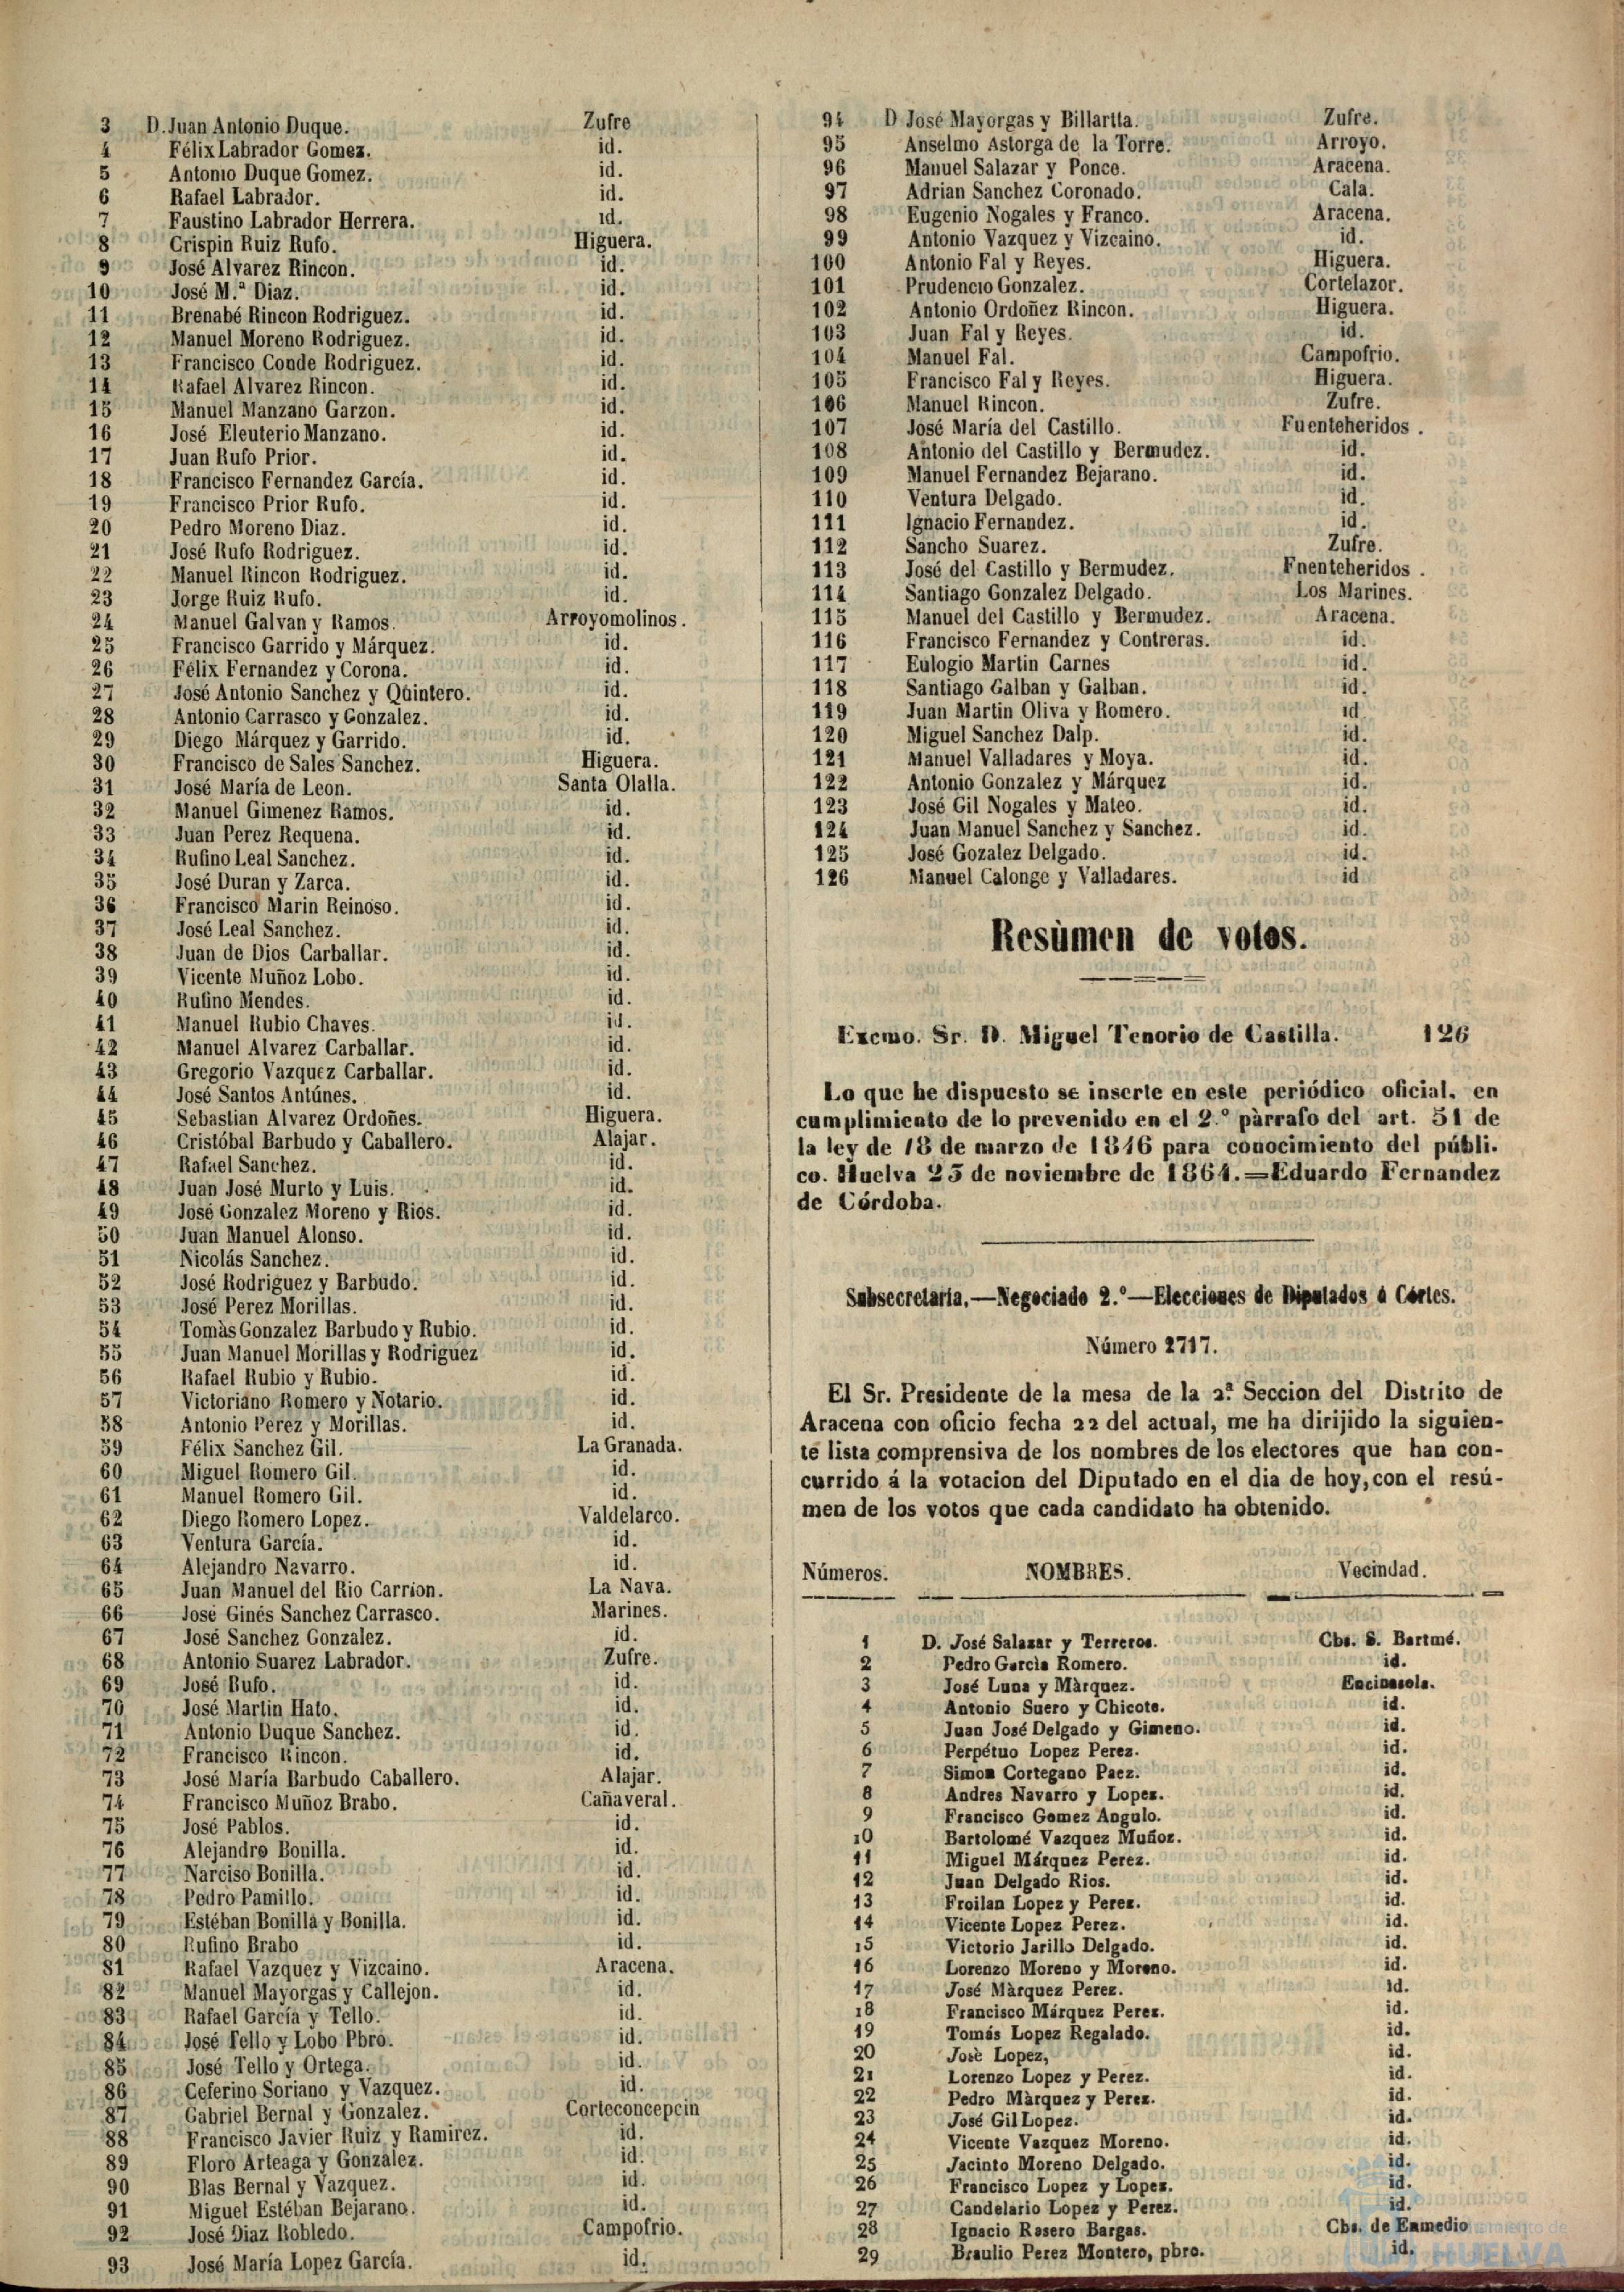 3 D. Juan Antonio Duque. Zufre
4 Félix Labrador Gomez. id.
5 Antonio Duque Gomez. id.
6 Rafael Labrador. id.
7 Faustino Labrador Herrera. id.
8 Crispin Ruiz Rufo. Higuera.
9 José Alvarez Rincon. id.
10 José M.ª Diaz. id.
11 Brenabé Rincon Rodriguez. id.
12 Manuel Moreno Rodriguez. id.
13 Francisco Conde Rodriguez. id.
14 Rafael Alvarez Rincon. id.
15 Manuel Manzano Garzon. id.
16 José Eleuterio Manzano. id.
17 Juan Rufo Prior. id.
18 Francisco Fernandez García. id.
19 Francisco Prior Rufo. id.
20 Pedro Moreno Diaz. id.
21 José Rufo Rodriguez. id.
22 Manuel Rincon Rodriguez. id.
23 Jorge Ruiz Rufo. id.
24 Manuel Galvan y Ramos. Arroyomolinos.
25 Francisco Garrido y Márquez. id.
26 Félix Fernandez y Corona. id.
27 José Antonio Sanchez y Quintero. id.
28 Antonio Carrasco y Gonzalez. id.
29 Diego Márquez y Garrido. id.
30 Francisco de Sales Sanchez. Higuera.
31 José María de Leon. Santa Olalla.
32 Manuel Gimenez Ramos. id.
33 Juan Perez Requena. id.
34 Rufino Leal Sanchez. id.
35 José Duran y Zarca. id.
36 Francisco Marin Reinoso. id.
37 José Leal Sanchez. id.
38 Juan de Dios Carballar. id.
39 Vicente Muñoz Lobo. id.
40 Rufino Mendes. id.
41 Manuel Rubio Chaves. id.
42 Manuel Alvarez Carballar. id.
43 Gregorio Vazquez Carballar. id.
44 José Santos Antúnes. id.
45 Sebastian Alvarez Ordoñes. Higuera.
46 Cristóbal Barbudo y Caballero. Alajar.
47 Rafael Sanchez. id.
48 Juan José Murto y Luis. id.
49 José Gonzalez Moreno y Rios. id.
50 Juan Manuel Alonso. id.
51 Nicolás Sanchez. id.
52 José Rodriguez y Barbudo. id.
53 José Perez Morillas. id.
54 Tomàs Gonzalez Barbudo y Rubio. id.
55 Juan Manuel Morillas y Rodriguez id.
56 Rafael Rubio y Rubio. id.
57 Victoriano Romero y Notario. id.
58 Antonio Perez y Morillas. id.
59 Félix Sanchez Gil. La Granada.
60 Miguel Romero Gil. id.
61 Manuel Romero Gil. id.
62 Diego Romero Lopez. Valdelarco.
63 Ventura García. id.
64 Alejandro Navarro. id.
65 Juan Manuel del Rio Carrion. La Nava.
66 José Ginés Sanchez Carrasco. Marines.
67 José Sanchez Gonzalez. id.
68 Antonio Suarez Labrador. Zufre.
69 José Rufo. id.
70 José Martin Hato. id.
71 Antonio Duque Sanchez. id.
72 Francisco Rincon. id.
73 José María Barbudo Caballero. Alajar.
74 Francisco Muñoz Brabo. Cañaveral.
75 José Pablos. id.
76 Alejandro Bonilla. id.
77 Narciso Bonilla. id.
78 Pedro Pamillo. id.
79 Estéban Bonilla y Bonilla. id.
80 Rufino Brabo id.
81 Rafael Vazquez y Vizcaino. Aracena.
82 Manuel Mayorgas y Callejon. id.
83 Rafael García y Tello. id.
84 José Tello y Lobo Pbro. id.
85 José Tello y Ortega. id.
86 Ceferino Soriano y Vazquez. id.
87 Gabriel Bernal y Gonzalez. Corteconcepcin
88 Francisco Javier Ruiz y Ramirez. id.
89 Floro Arteaga y Gonzalez. id.
90 Blas Bernal y Vazquez. id.
91 Miguel Estéban Bejarano. id.
92 José Diaz Robledo. Campofrio.
93 José María Lopez García. id.
94 D José Mayorgas y Billartta. Zufre.
95 Anselmo Astorga de la Torre. Arroyo.
96 Manuel Salazar y Ponce. Aracena.
97 Adrian Sanchez Coronado. Cala.
98 Eugenio Nogales y Franco. Aracena.
99 Antonio Vazquez y Vizcaino. id.
100 Antonio Fal y Reyes. Higuera.
101 Prudencio Gonzalez. Cortelazor.
102 Antonio Ordoñez Rincon. Higuera.
103 Juan Fal y Reyes. id.
104 Manuel Fal. Campofrio.
105 Francisco Fal y Reyes. Higuera.
106 Manuel Rincon. Zufre.
107 José María del Castillo. Fuenteheridos.
108 Antonio del Castillo y Bermudez. id.
109 Manuel Fernandez Bejarano. id.
110 Ventura Delgado. id.
111 Ignacio Fernandez. id.
112 Sancho Suarez. Zufre.
113 José del Castillo y Bermudez. Fnenteheridos.
114 Santiago Gonzalez Delgado. Los Marines.
115 Manuel del Castillo y Bermudez. Aracena.
116 Francisco Fernandez y Contreras. id.
117 Eulogio Martin Carnes id.
118 Santiago Galban y Galban. id.
119 Juan Martin Oliva y Romero. id
120 Miguel Sanchez Dalp. id.
121 Manuel Valladares y Moya. id.
122 Antonio Gonzalez y Márquez id.
123 José Gil Nogales y Mateo. id.
124 Juan Manuel Sanchez y Sanchez. id.
125 José Gozalez Delgado. id.
126 Manuel Calonge y Valladares. id
Resùmen de votos.
Excmo. Sr. D. Miguel Tenorio de Castilla. 126
Lo que he dispuesto se inserte en este periódico oficial, en
cumplimiento de lo prevenido en el 2.º pàrrafo del art. 51 de
la ley de 18 de marzo de 1846 para conocimiento del públi-
co. Huelva 25 de noviembre de 1864.=Eduardo Fernandez
de Córdoba.
Subsecretaría.—Negociado 2.º—Elecciones de Diputados á Córtes.
Número 2717.
El Sr. Presidente de la mesa de la 2.ª Seccion del Distrito de
Aracena con oficio fecha 22 del actual, me ha dirijido la siguien-
te lista comprensiva de los nombres de los electores que han con-
currido á la votacion del Diputado en el dia de hoy, con el resú-
men de los votos que cada candidato ha obtenido.
Números. NOMBRES. Vecindad.
1 D. José Salazar y Terreros. Cbs. S. Bartmé.
2 Pedro Garcìa Romero. id.
3 José Luna y Màrquez. Encinasola.
4 Antonio Suero y Chicote. id.
5 Juan José Delgado y Gimeno. id.
6 Perpétuo Lopez Perez. id.
7 Simon Cortegano Paez. id.
8 Andres Navarro y Lopez. id.
9 Francisco Gomez Angulo. id.
10 Bartolomé Vazquez Muñoz. id.
11 Miguel Márquez Perez. id.
12 Juan Delgado Rios. id.
13 Froilan Lopez y Perez. id.
14 Vicente Lopez Perez. id.
15 Victorio Jarillo Delgado. id.
16 Lorenzo Moreno y Moreno. id.
17 José Màrquez Perez. id.
18 Francisco Márquez Perez. id.
19 Tomás Lopez Regalado. id.
20 Josè Lopez, id.
21 Lorenzo Lopez y Perez. id.
22 Pedro Màrquez y Perez. id.
23 José Gil Lopez. id.
24 Vicente Vazquez Moreno. id.
25 Jacinto Moreno Delgado. id.
26 Francisco Lopez y Lopez. id.
27 Candelario Lopez y Perez. id.
28 Ignacio Rosero Bargas. Cbs. de Enmedio
29 Braulio Perez Montero, pbro. id.
HUELVA